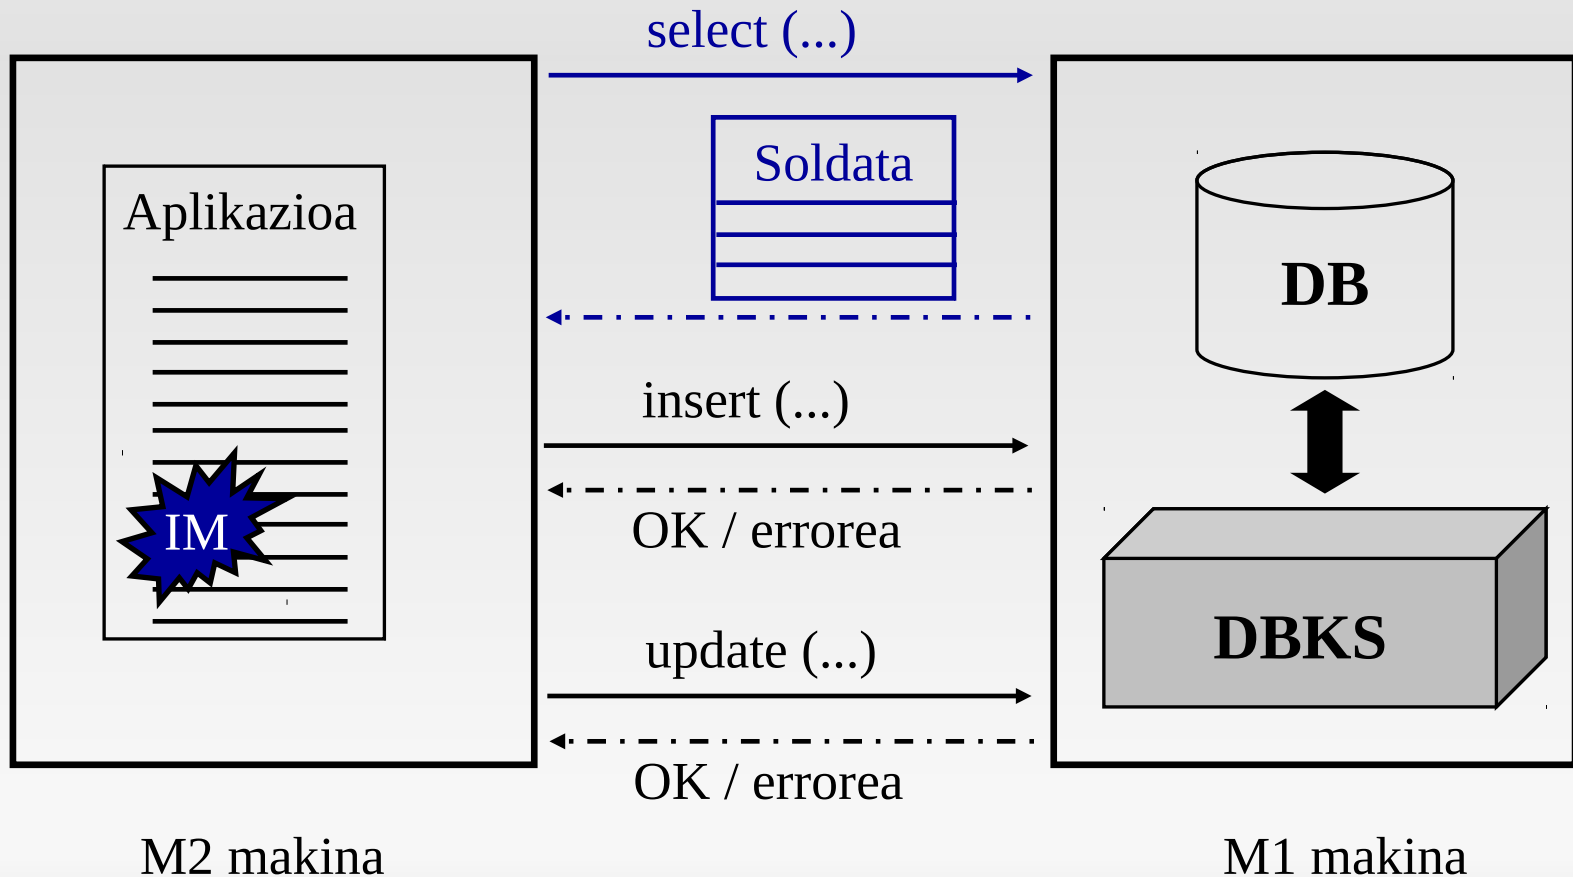 select (...)
Soldata
Aplikazioa
DB
insert (...)
OK / errorea
IM
DBKS
update (...)
OK / errorea
M2 makina
M1 makina